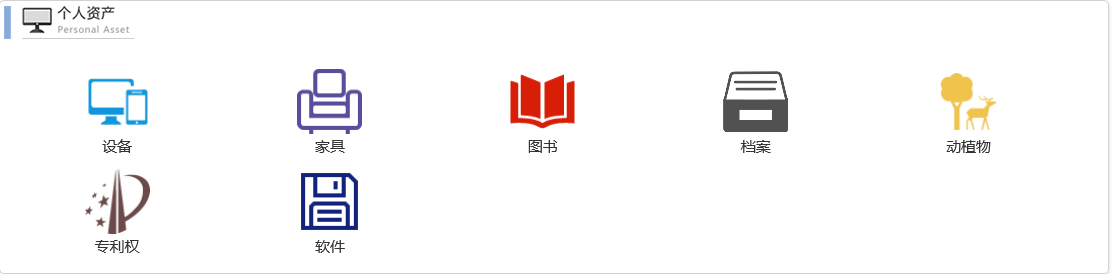 个人资产
Personal Asset
设备
家具
图书
档案
动植物
专利权
软件